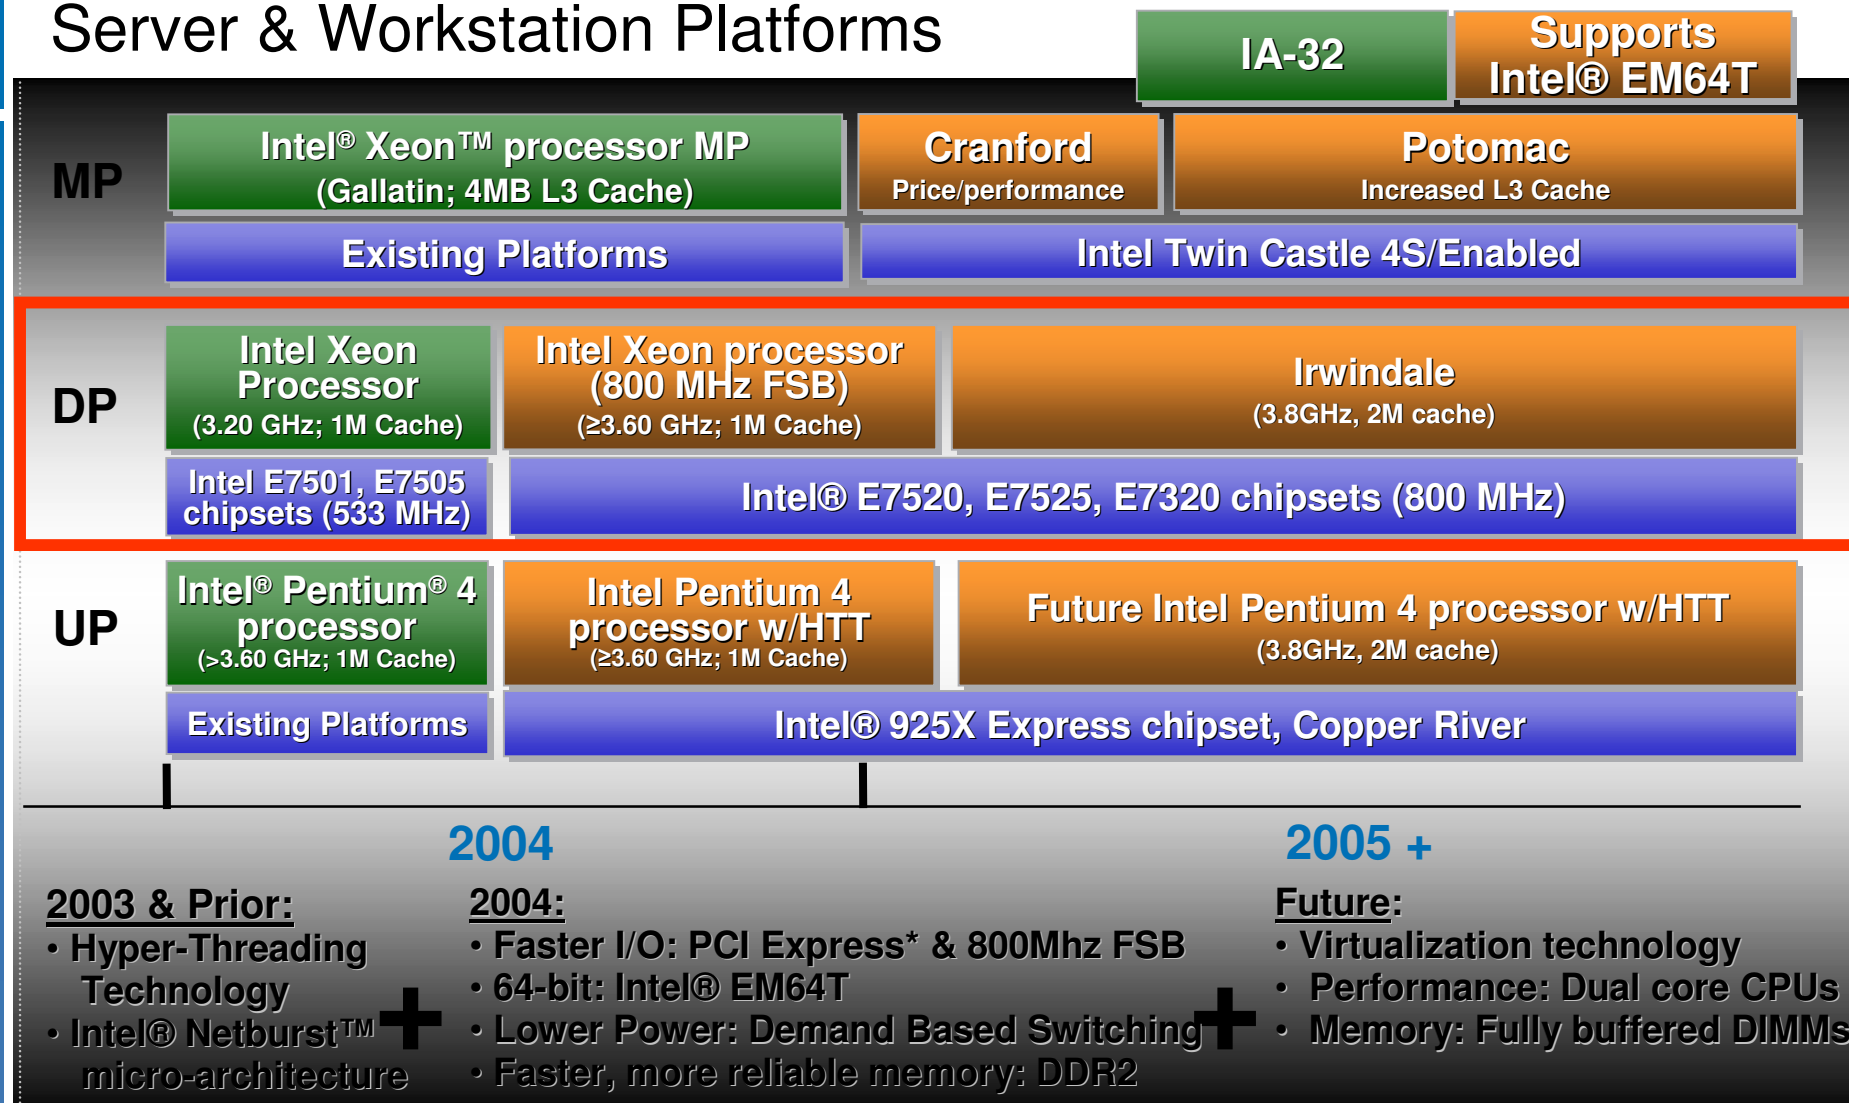 Server & Workstation Platforms
IA-32
Supports
Intel® EM64T
MP
Intel® Xeon™ processor MP
(Gallatin; 4MB L3 Cache)
Cranford
Price/performance
Potomac
Increased L3 Cache
Existing Platforms
Intel Twin Castle 4S/Enabled
DP
Intel Xeon
Processor
(3.20 GHz; 1M Cache)
Intel Xeon processor
(800 MHz FSB)
(≥3.60 GHz; 1M Cache)
Irwindale
(3.8GHz, 2M cache)
Intel E7501, E7505
chipsets (533 MHz)
Intel® E7520, E7525, E7320 chipsets (800 MHz)
UP
Intel® Pentium® 4
processor
(>3.60 GHz; 1M Cache)
Intel Pentium 4
processor w/HTT
(≥3.60 GHz; 1M Cache)
Future Intel Pentium 4 processor w/HTT
(3.8GHz, 2M cache)
Existing Platforms
Intel® 925X Express chipset, Copper River
2004
2005 +
2003 & Prior:
• Hyper-Threading
Technology
• Intel® Netburst™
micro-architecture
+
2004:
• Faster I/O: PCI Express* & 800Mhz FSB
• 64-bit: Intel® EM64T
• Lower Power: Demand Based Switching
• Faster, more reliable memory: DDR2
+
Future:
• Virtualization technology
• Performance: Dual core CPUs
• Memory: Fully buffered DIMMs